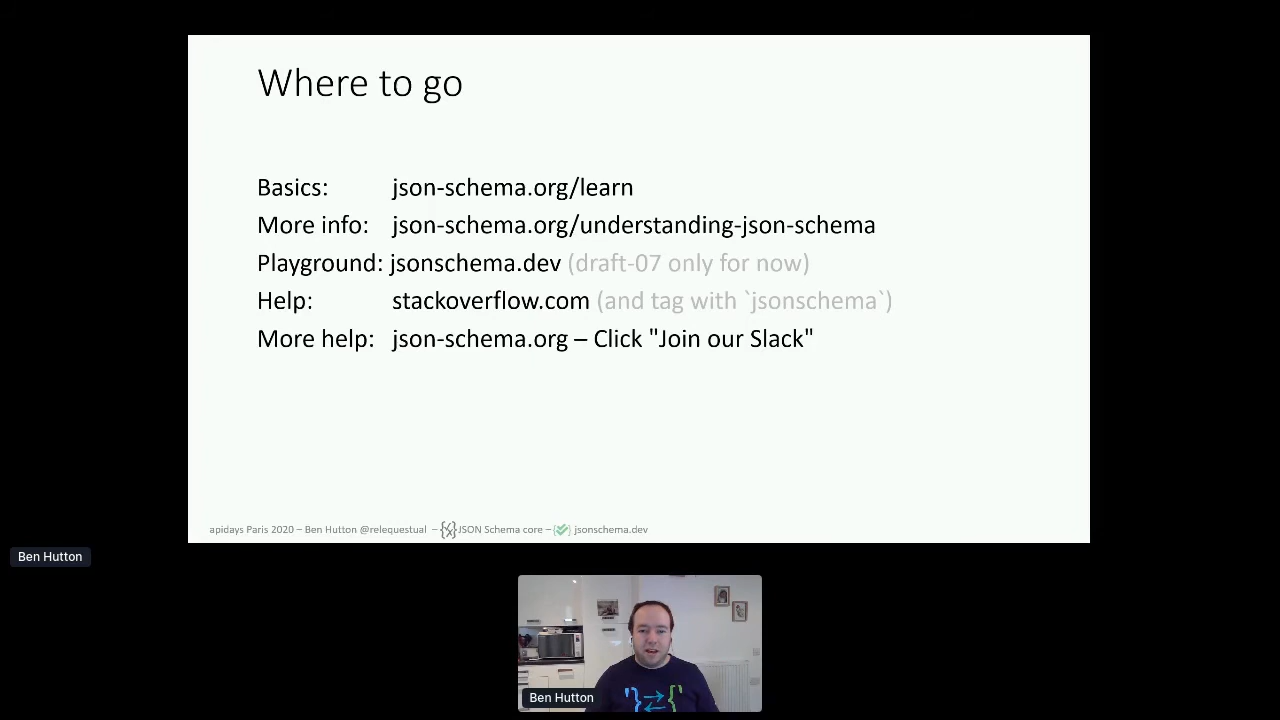 Where to go
Basics: json-schema.org/learn
More info: json-schema.org/understanding-json-schema
Playground: jsonschema.dev (draft-07 only for now)
Help: stackoverflow.com (and tag with `jsonschema`)
More help: json-schema.org – Click "Join our Slack"
apidays Paris 2020 – Ben Hutton @relequestual – JSON Schema core – jsonschema.dev
Ben Hutton
Ben Hutton